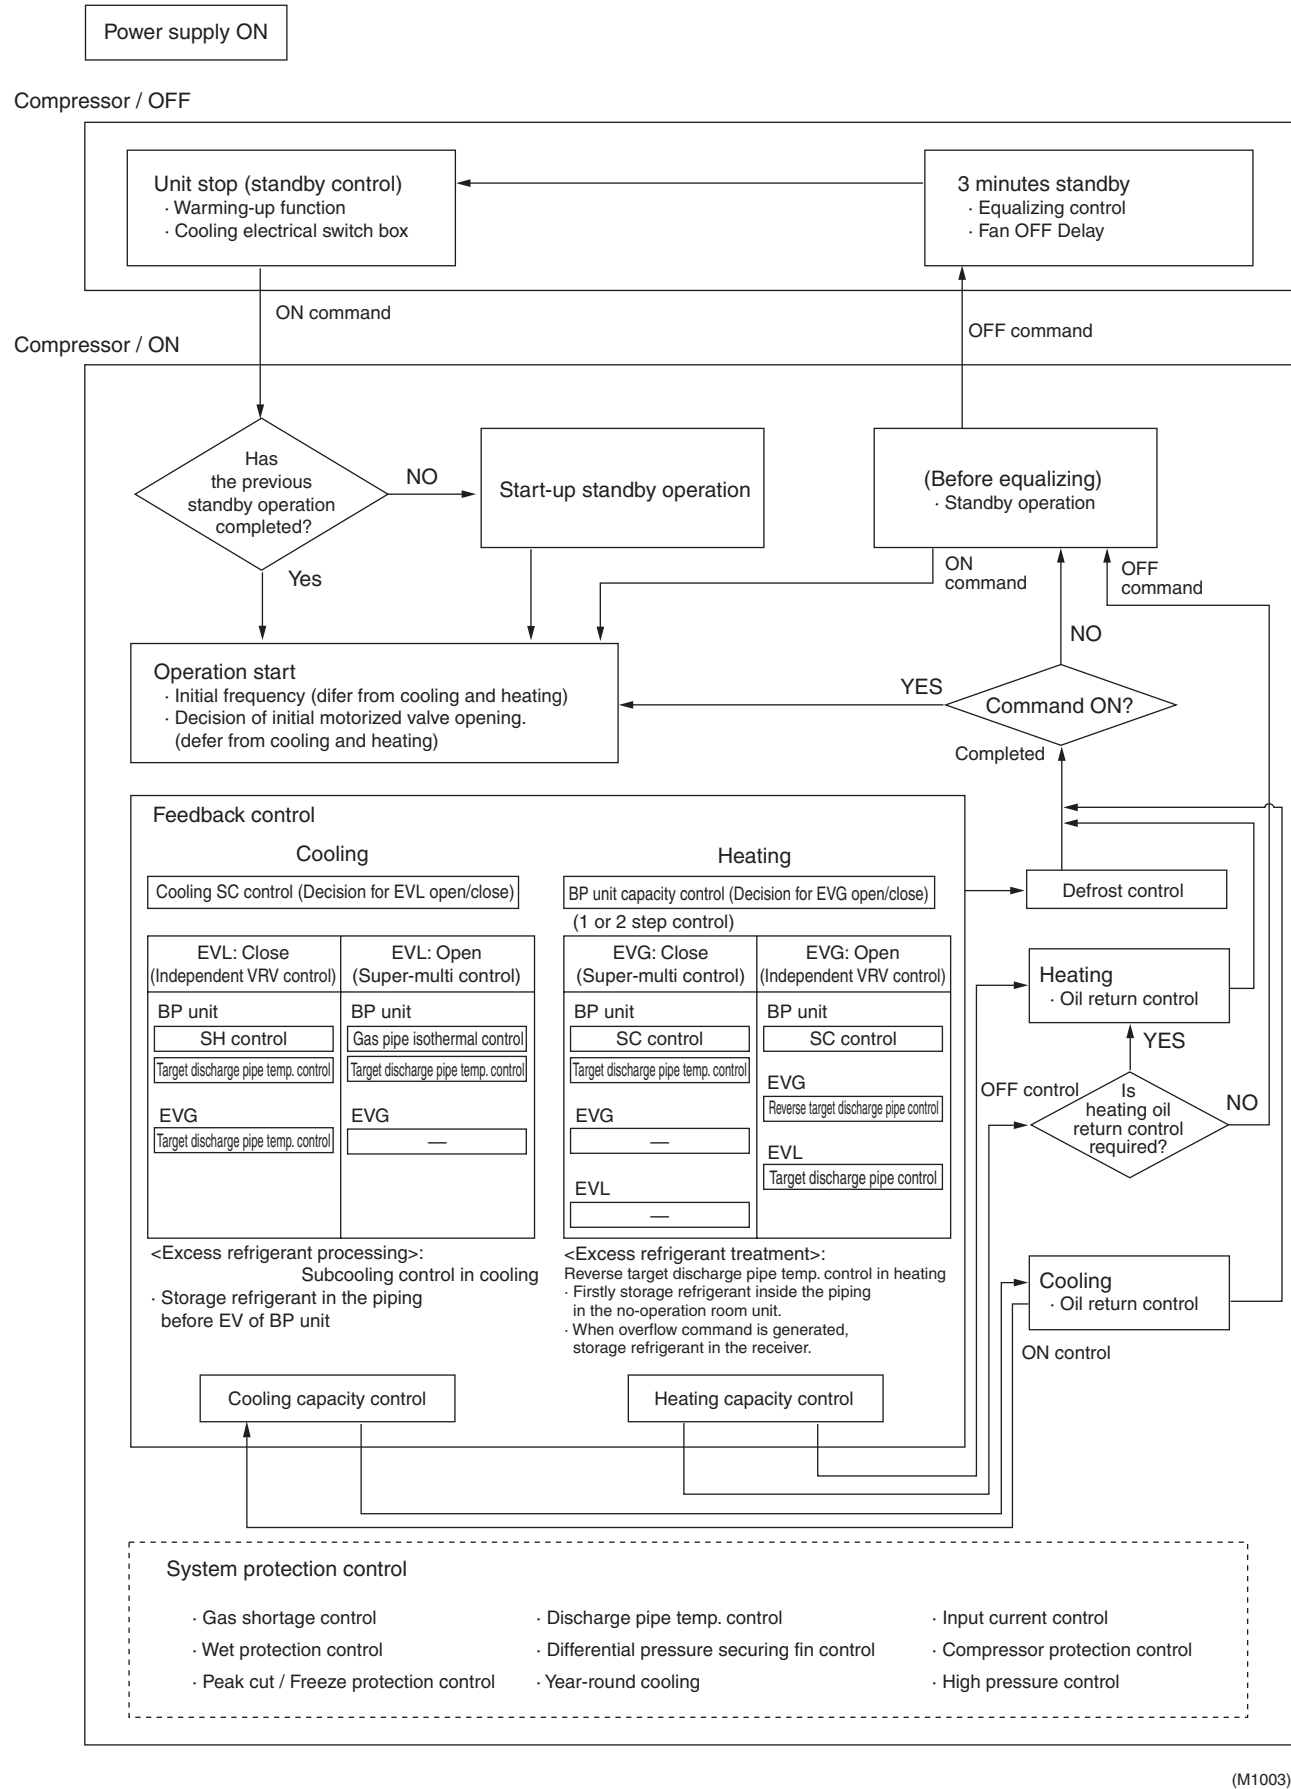 Power supply ON
Compressor / OFF
Unit stop (standby control)
· Warming-up function
· Cooling electrical switch box
3 minutes standby
· Equalizing control
· Fan OFF Delay
ON command
OFF command
Compressor / ON
Has
the previous
standby operation
completed?
NO
Yes
Start-up standby operation
(Before equalizing)
· Standby operation
ON
command
OFF
command
NO
Operation start
· Initial frequency (difer from cooling and heating)
· Decision of initial motorized valve opening.
(defer from cooling and heating)
YES
Command ON?
Completed
Feedback control
Cooling
Cooling SC control (Decision for EVL open/close)
EVL: Close
(Independent VRV control)
BP unit
SH control
Target discharge pipe temp. control
EVG
Target discharge pipe temp. control
EVL: Open
(Super-multi control)
BP unit
Gas pipe isothermal control
Target discharge pipe temp. control
EVG
—
<Excess refrigerant processing>:
Subcooling control in cooling
· Storage refrigerant in the piping
before EV of BP unit
Cooling capacity control
Heating
BP unit capacity control (Decision for EVG open/close)
(1 or 2 step control)
EVG: Close
(Super-multi control)
BP unit
SC control
Target discharge pipe temp. control
EVG
—
EVL
—
EVG: Open
(Independent VRV control)
BP unit
SC control
EVG
Reverse target discharge pipe control
EVL
Target discharge pipe control
<Excess refrigerant treatment>:
Reverse target discharge pipe temp. control in heating
· Firstly storage refrigerant inside the piping
in the no-operation room unit.
· When overflow command is generated,
storage refrigerant in the receiver.
Heating capacity control
Defrost control
Heating
· Oil return control
YES
OFF control
Is
heating oil
return control
required?
NO
Cooling
· Oil return control
ON control
System protection control
· Gas shortage control
· Wet protection control
· Peak cut / Freeze protection control
· Discharge pipe temp. control
· Differential pressure securing fin control
· Year-round cooling
· Input current control
· Compressor protection control
· High pressure control
(M1003)